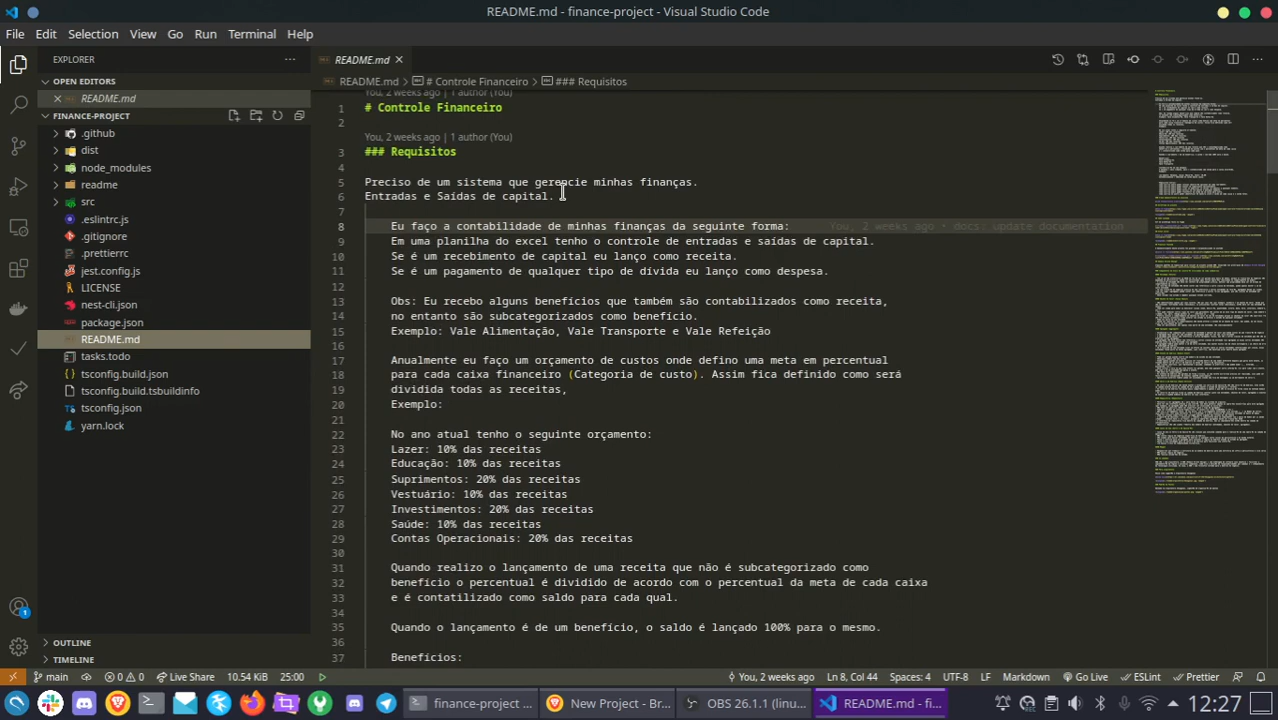 README.md - finance-project - Visual Studio Code
File Edit Selection View Go Run Terminal Help
EXPLORER
OPEN EDITORS
README.md
FINANCE-PROJECT
.github
dist
node_modules
readme
src
.eslintrc.js
.gitignore
.prettierrc
jest.config.js
LICENSE
nest-cli.json
package.json
README.md
tasks.todo
tsconfig.build.json
tsconfig.build.tsbuildinfo
tsconfig.json
yarn.lock
OUTLINE
TIMELINE
README.md
README.md > # Controle Financeiro > ### Requisitos
You, 2 weeks ago | 1 author (You)
1 # Controle Financeiro
2
You, 2 weeks ago | 1 author (You)
3 ### Requisitos
4
5 Preciso de um sistema que gerencie minhas finanças.
6 Entradas e Saídas de capital.
7
8 Eu faço contabilidade de minhas finanças da seguinte forma: You, 2 weeks ago • docs: update documentation
9 Em uma planilha excel tenho o controle de entradas e saídas de capital.
10 Se é uma entrada de capital eu lanço como receita.
11 Se é um pagamento de qualquer tipo de dívida eu lanço como despesa.
12
13 Obs: Eu recebo alguns benefícios que também são contabilizados como receita,
14 no entanto subcategorizados como benefício.
15 Exemplo: Vale Alimentação, Vale Transporte e Vale Refeição
16
17 Anualmente eu faço um orçamento de custos onde defino uma meta em percentual
18 para cada centro de custo (Categoria de custo). Assim fica definido como será
19 dividida todas as receitas,
20 Exemplo:
21
22 No ano atual tenho o seguinte orçamento:
23 Lazer: 10% das receitas
24 Educação: 10% das receitas
25 Suprimento: 20% das receitas
26 Vestuário: 10% das receitas
27 Investimentos: 20% das receitas
28 Saúde: 10% das receitas
29 Contas Operacionais: 20% das receitas
30
31 Quando realizo o lançamento de uma receita que não é subcategorizado como
32 benefício o percentual é dividido de acordo com o percentual da meta de cada caixa
33 e é contatilizado como saldo para cada qual.
34
35 Quando o lançamento é de um benefício, o saldo é lançado 100% para o mesmo.
36
37 Benefícios:
1
main 0 0 Live Share 10.54 KiB 25:00 You, 2 weeks ago Ln 8, Col 44 Spaces: 4 UTF-8 LF Markdown Go Live ESLint Prettier
finance-project ... New Project - Br... OBS 26.1.1 (linu... README.md - fi... 12:27